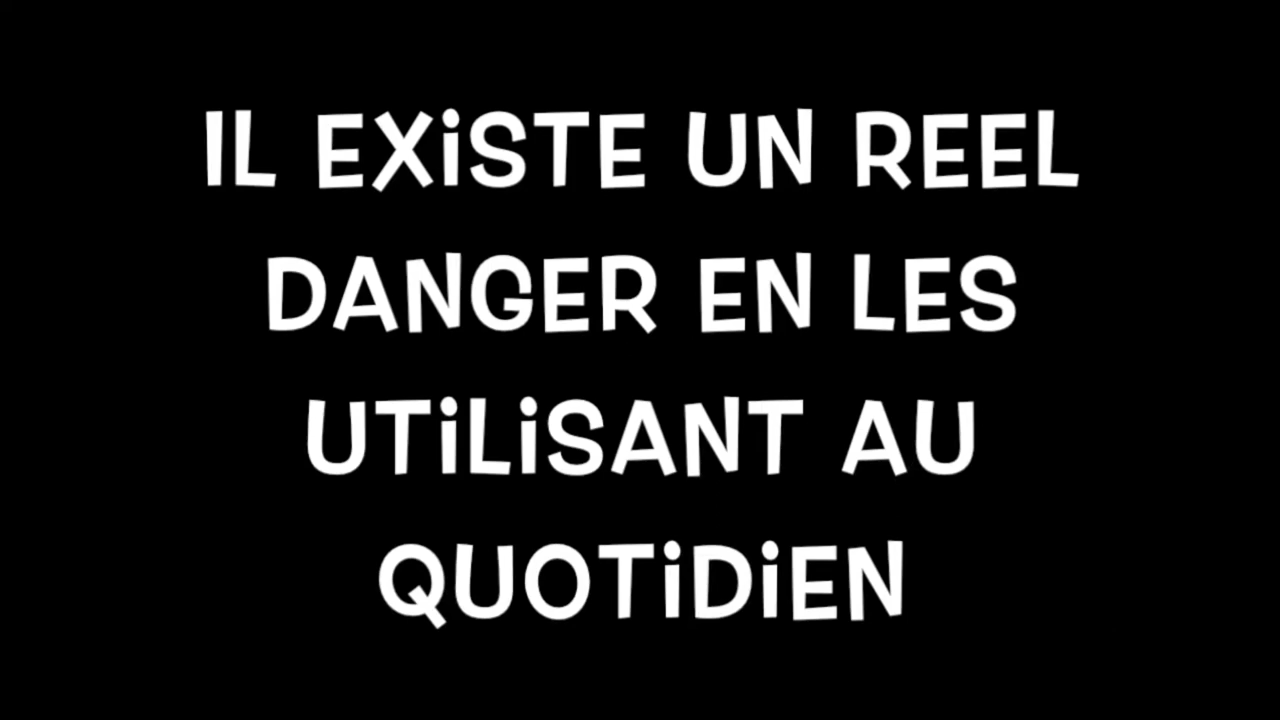 IL EXiSTE UN REEL
DANGER EN LES
UTiLiSANT AU
QUOTiDiEN